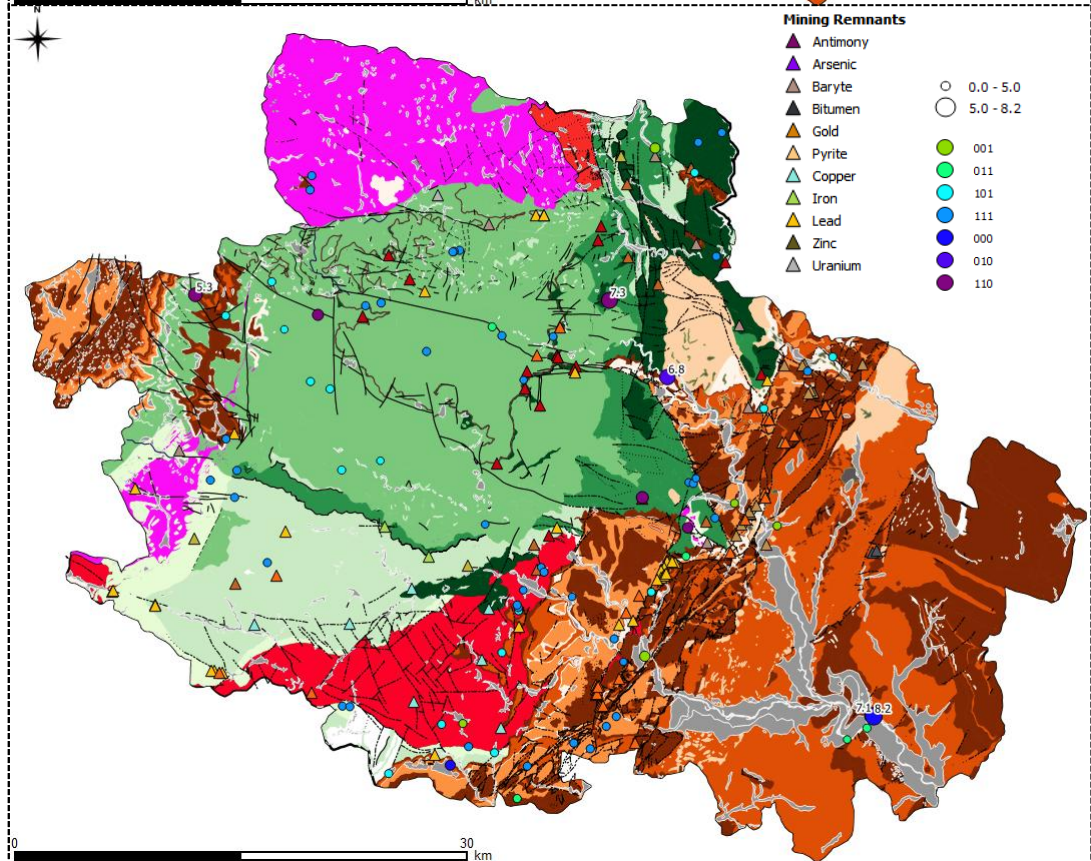 km
N
Mining Remnants
Antimony
Arsenic
Baryte
Bitumen
Gold
Pyrite
Copper
Iron
Lead
Zinc
Uranium
0.0 - 5.0
5.0 - 8.2
001
011
101
111
000
010
110
5.3
7.3
6.8
7.1 8.2
0
30
km